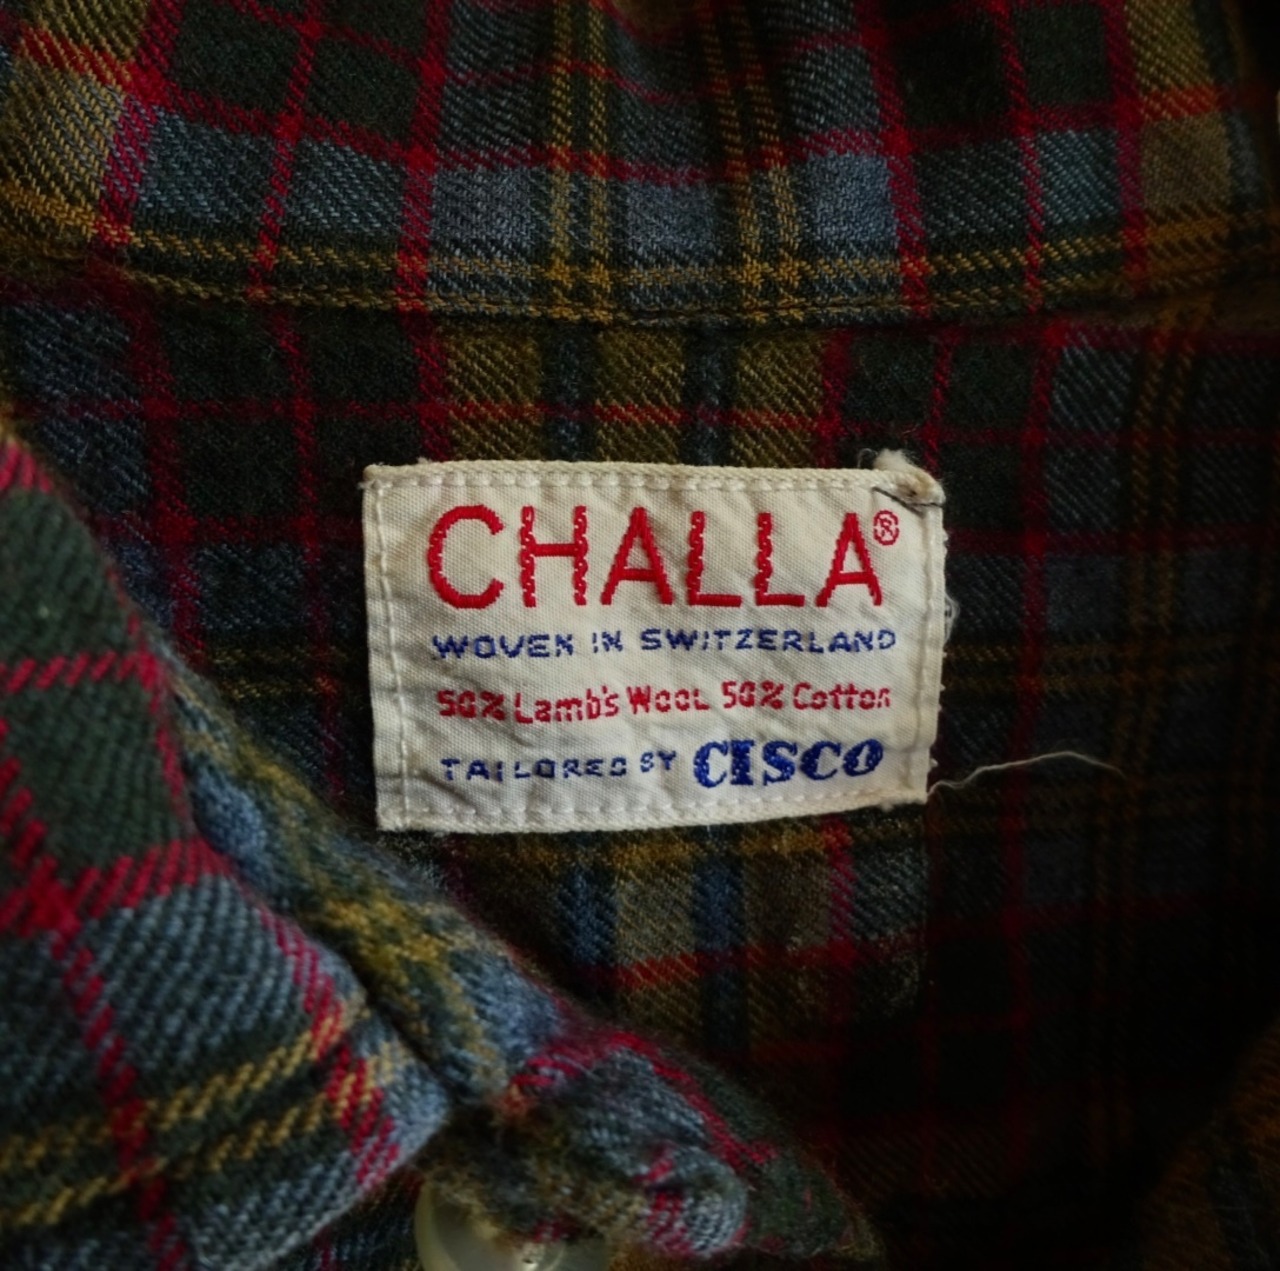 CHALLA®
WOVEN IN SWITZERLAND
50% Lamb's Wool 50% Cotton
TAILORED BY CISCO